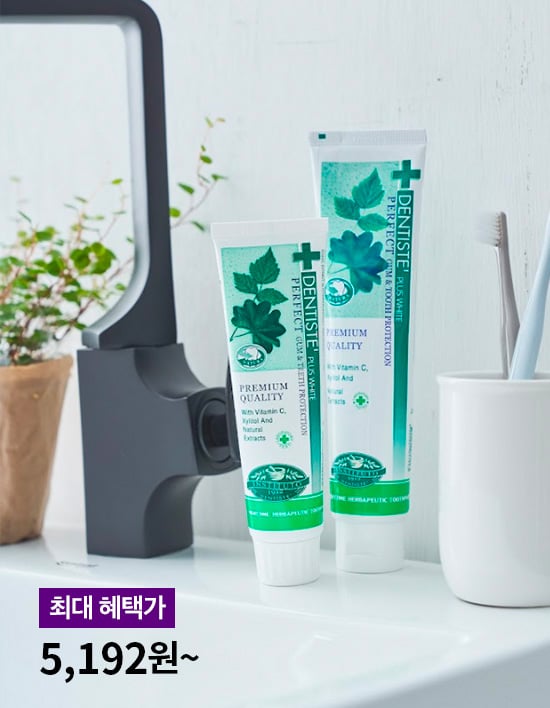 DENTISTE' PLUS WHITE
PERFECT GUM & TOOTH PROTECTION
PREMIUM
QUALITY
With Vitamin C,
Xylitol And
Natural
Extracts
DENTISTE' PLUS WHITE
PERFECT GUM & TEETH PROTECTION
PREMIUM
QUALITY
With Vitamin C,
Xylitol And
Natural
Extracts
최대 혜택가
5,192원~